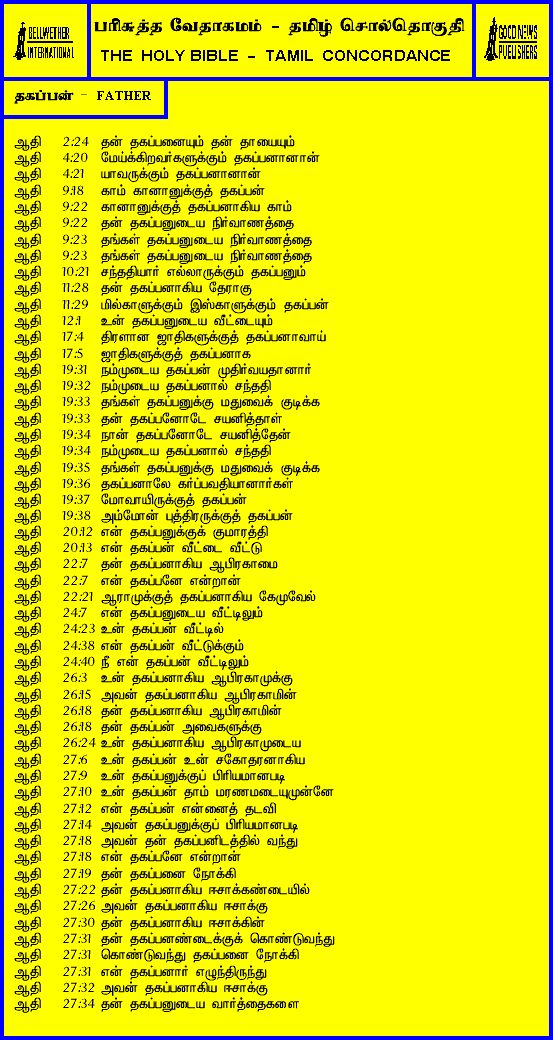 BELLWETHER
INTERNATIONAL
பரிசுத்த வேதாகமம் - தமிழ் சொல்தொகுதி
THE HOLY BIBLE - TAMIL CONCORDANCE
GOOD NEWS
PUBLISHERS
தகப்பன் - FATHER
ஆதி 2:24 தன் தகப்பனையும் தன் தாயையும்
ஆதி 4:20 மேய்க்கிறவர்களுக்கும் தகப்பனானான்
ஆதி 4:21 யாவருக்கும் தகப்பனானான்
ஆதி 9:18 காம் கானானுக்குத் தகப்பன்
ஆதி 9:22 கானானுக்குத் தகப்பனாகிய காம்
ஆதி 9:22 தன் தகப்பனுடைய நிர்வாணத்தை
ஆதி 9:23 தங்கள் தகப்பனுடைய நிர்வாணத்தை
ஆதி 9:23 தங்கள் தகப்பனுடைய நிர்வாணத்தை
ஆதி 10:21 சந்ததியார் எல்லாருக்கும் தகப்பனும்
ஆதி 11:28 தன் தகப்பனாகிய தேராகு
ஆதி 11:29 மில்காளுக்கும் இஸ்காளுக்கும் தகப்பன்
ஆதி 12:1 உன் தகப்பனுடைய வீட்டையும்
ஆதி 17:4 திரளான ஜாதிகளுக்குத் தகப்பனாவாய்
ஆதி 17:5 ஜாதிகளுக்குத் தகப்பனாக
ஆதி 19:31 நம்முடைய தகப்பன் முதிர்வயதானார்
ஆதி 19:32 நம்முடைய தகப்பனால் சந்ததி
ஆதி 19:33 தங்கள் தகப்பனுக்கு மதுவைக் குடிக்க
ஆதி 19:33 தன் தகப்பனோடே சயனித்தாள்
ஆதி 19:34 நான் தகப்பனோடே சயனித்தேன்
ஆதி 19:34 நம்முடைய தகப்பனால் சந்ததி
ஆதி 19:35 தங்கள் தகப்பனுக்கு மதுவைக் குடிக்க
ஆதி 19:36 தகப்பனாலே கர்ப்பவதியானார்கள்
ஆதி 19:37 மோவாயிருக்குத் தகப்பன்
ஆதி 19:38 அம்மோன் புத்திரருக்குத் தகப்பன்
ஆதி 20:12 என் தகப்பனுக்குக் குமாரத்தி
ஆதி 20:13 என் தகப்பன் வீட்டை வீட்டு
ஆதி 22:7 தன் தகப்பனாகிய ஆபிரகாமை
ஆதி 22:7 என் தகப்பனே என்றான்
ஆதி 22:21 ஆராமுக்குத் தகப்பனாகிய கேமுவேல்
ஆதி 24:7 என் தகப்பனுடைய வீட்டிலும்
ஆதி 24:23 உன் தகப்பன் வீட்டில்
ஆதி 24:38 என் தகப்பன் வீட்டுக்கும்
ஆதி 24:40 நீ என் தகப்பன் வீட்டிலும்
ஆதி 26:3 உன் தகப்பனாகிய ஆபிரகாமுக்கு
ஆதி 26:15 அவன் தகப்பனாகிய ஆபிரகாமின்
ஆதி 26:18 தன் தகப்பனாகிய ஆபிரகாமின்
ஆதி 26:18 தன் தகப்பன் அவைகளுக்கு
ஆதி 26:24 உன் தகப்பனாகிய ஆபிரகாமுடைய
ஆதி 27:6 உன் தகப்பன் உன் சகோதரனாகிய
ஆதி 27:9 உன் தகப்பனுக்குப் பிரியமானபடி
ஆதி 27:10 உன் தகப்பன் தாம் மரணமடையுமுன்னே
ஆதி 27:12 என் தகப்பன் என்னைத் தடவி
ஆதி 27:14 அவன் தகப்பனுக்குப் பிரியமானபடி
ஆதி 27:18 அவன் தன் தகப்பனிடத்தில் வந்து
ஆதி 27:18 என் தகப்பனே என்றான்
ஆதி 27:19 தன் தகப்பனை நோக்கி
ஆதி 27:22 தன் தகப்பனாகிய ஈசாக்கண்டையில்
ஆதி 27:26 அவன் தகப்பனாகிய ஈசாக்கு
ஆதி 27:30 தன் தகப்பனாகிய ஈசாக்கின்
ஆதி 27:31 தன் தகப்பனண்டைக்குக் கொண்டுவந்து
ஆதி 27:31 கொண்டுவந்து தகப்பனை நோக்கி
ஆதி 27:31 என் தகப்பனார் எழுந்திருந்து
ஆதி 27:32 அவன் தகப்பனாகிய ஈசாக்கு
ஆதி 27:34 தன் தகப்பனுடைய வார்த்தைகளை